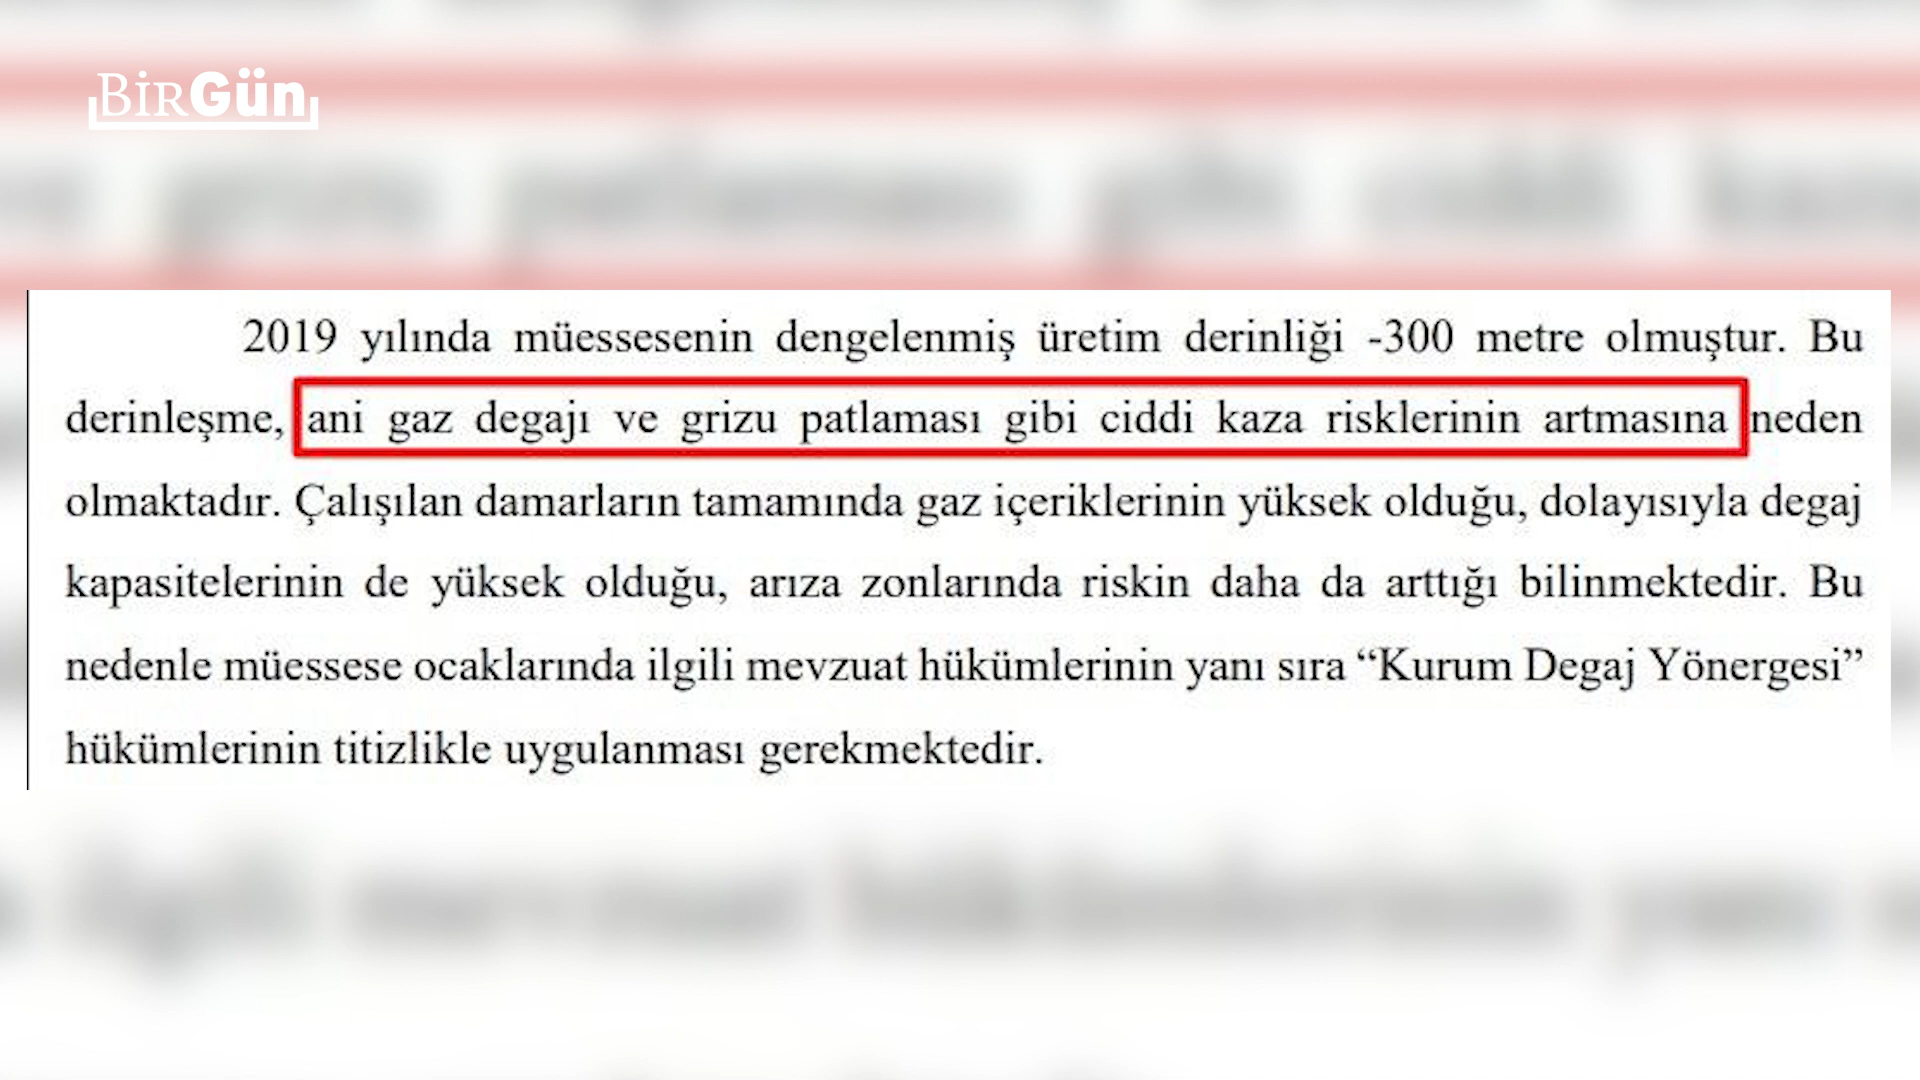 BİRGün
2019 yılında müessesenin dengelenmiş üretim derinliği -300 metre olmuştur. Bu
derinleşme, ani gaz degajı ve grizu patlaması gibi ciddi kaza risklerinin artmasına neden
olmaktadır. Çalışılan damarların tamamında gaz içeriklerinin yüksek olduğu, dolayısıyla degaj
kapasitelerinin de yüksek olduğu, arıza zonlarında riskin daha da arttığı bilinmektedir. Bu
nedenle müessese ocaklarında ilgili mevzuat hükümlerinin yanı sıra “Kurum Degaj Yönergesi”
hükümlerinin titizlikle uygulanması gerekmektedir.